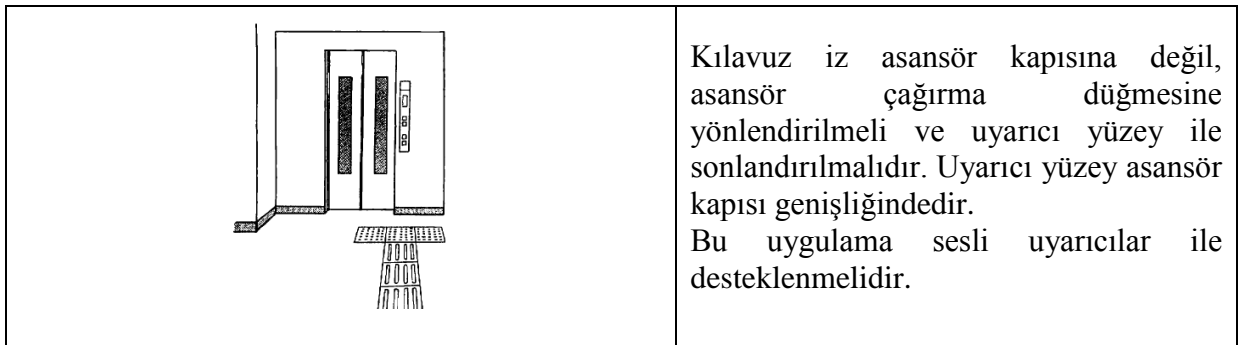 Kılavuz iz asansör kapısına değil,
asansör çağırma düğmesine
yönlendirilmeli ve uyarıcı yüzey ile
sonlandırılmalıdır. Uyarıcı yüzey asansör
kapısı genişliğindedir.
Bu uygulama sesli uyarıcılar ile
desteklenmelidir.